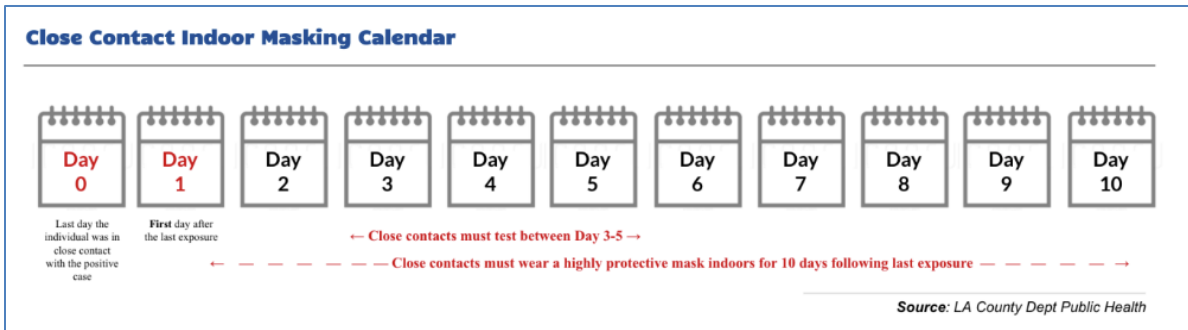 Close Contact Indoor Masking Calendar
Day
0
Day
1
Day
2
Day
3
Day
4
Day
5
Day
6
Day
7
Day
8
Day
9
Day
10
Last day the
individual was in
close contact
with the positive
case
First day after
the last exposure
← Close contacts must test between Day 3-5 →
← — — — — — — Close contacts must wear a highly protective mask indoors for 10 days following last exposure — — — — →
Source: LA County Dept Public Health